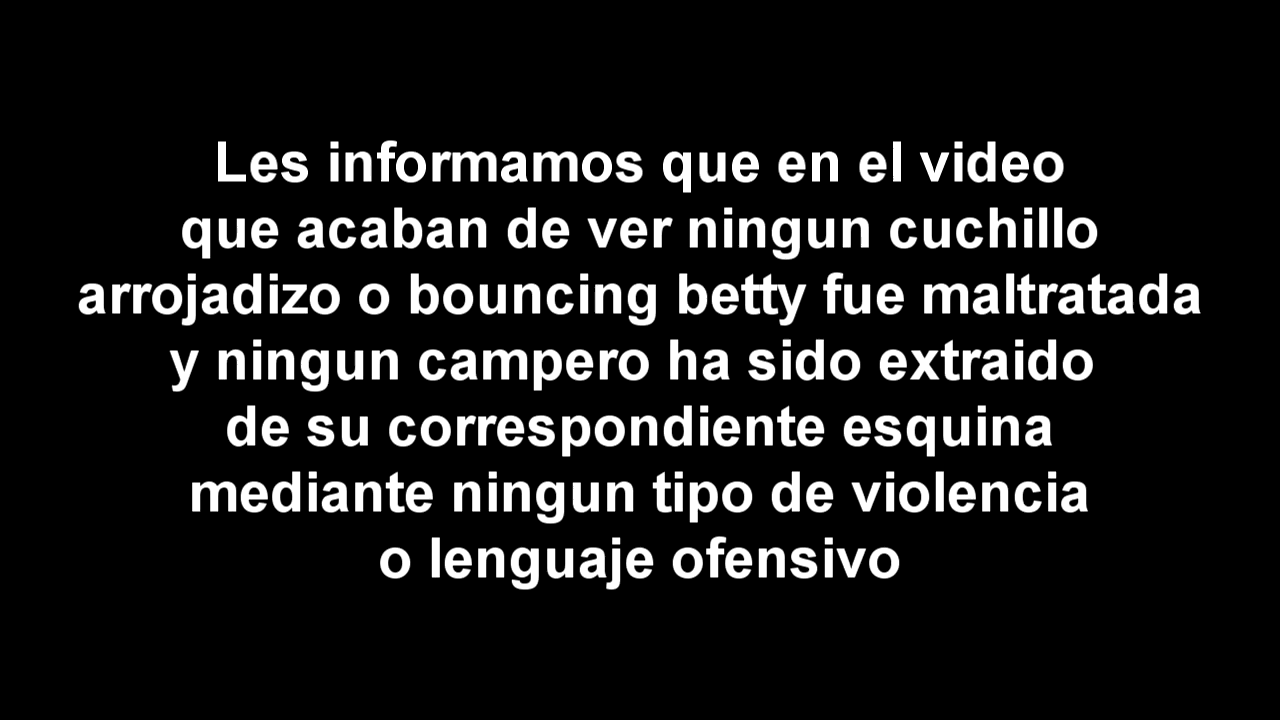 Les informamos que en el video
que acaban de ver ningun cuchillo
arrojadizo o bouncing betty fue maltratada
y ningun campero ha sido extraido
de su correspondiente esquina
mediante ningun tipo de violencia
o lenguaje ofensivo